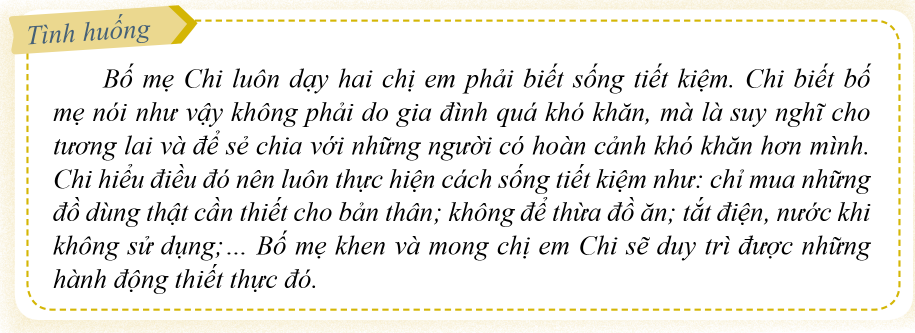 Tình huống
Bố mẹ Chi luôn dạy hai chị em phải biết sống tiết kiệm. Chi biết bố
mẹ nói như vậy không phải do gia đình quá khó khăn, mà là suy nghĩ cho
tương lai và để sẻ chia với những người có hoàn cảnh khó khăn hơn mình.
Chi hiểu điều đó nên luôn thực hiện cách sống tiết kiệm như: chỉ mua những
đồ dùng thật cần thiết cho bản thân; không để thừa đồ ăn; tắt điện, nước khi
không sử dụng;... Bố mẹ khen và mong chị em Chi sẽ duy trì được những
hành động thiết thực đó.